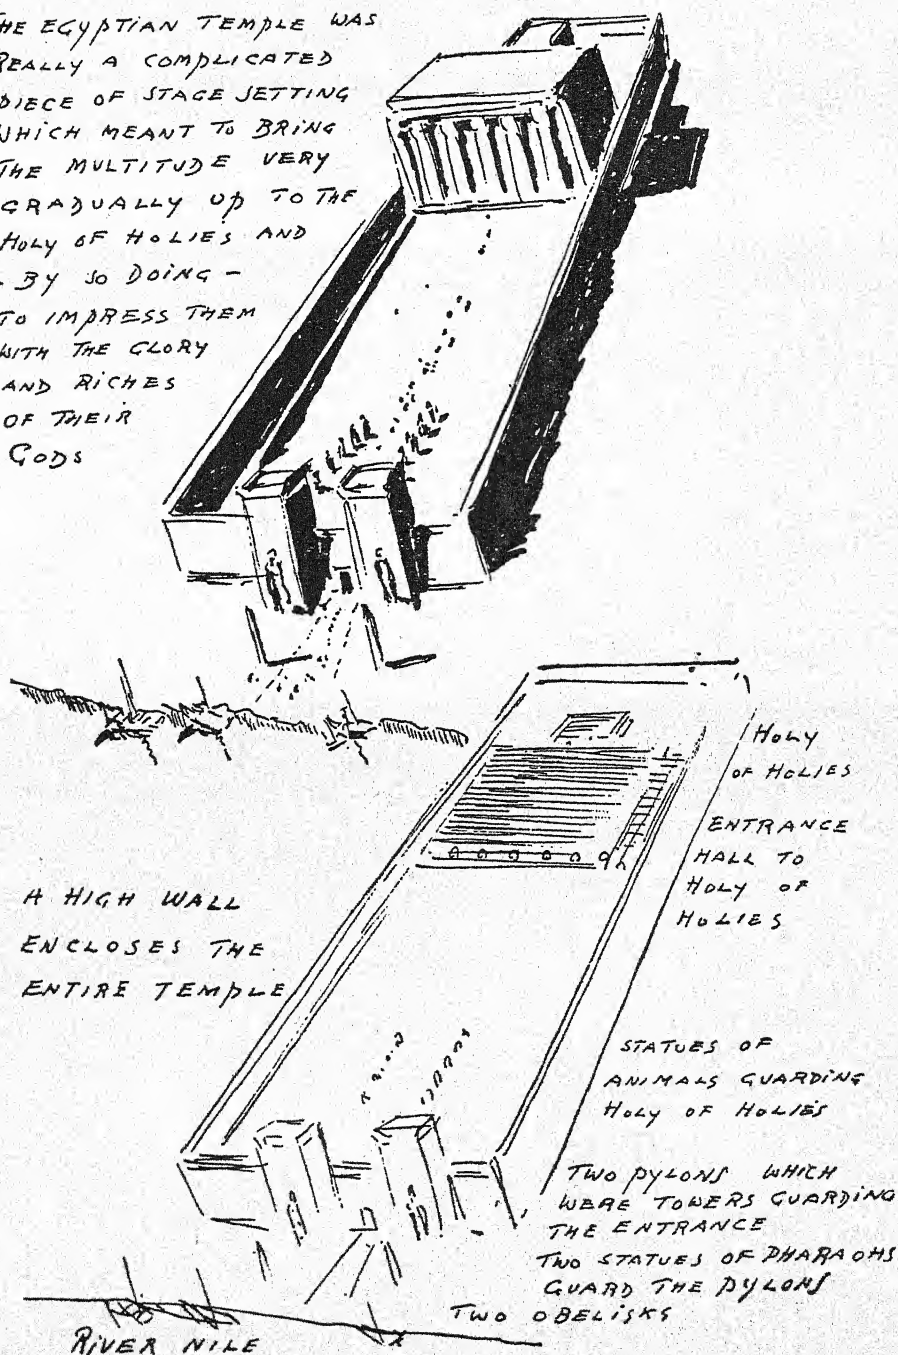 THE EGYPTIAN TEMPLE WAS
REALLY A COMPLICATED
PIECE OF STAGE SETTING
WHICH MEANT TO BRING
THE MULTITUDE VERY
GRADUALLY UP TO THE
HOLY OF HOLIES AND
- BY SO DOING -
TO IMPRESS THEM
WITH THE GLORY
AND RICHES
OF THEIR
GODS
HOLY
OF HOLIES
ENTRANCE
HALL TO
HOLY OF
HOLIES
A HIGH WALL
ENCLOSES THE
ENTIRE TEMPLE
STATUES OF
ANIMALS GUARDING
HOLY OF HOLIES
TWO PYLONS WHICH
WERE TOWERS GUARDING
THE ENTRANCE
TWO STATUES OF PHARAOHS
GUARD THE PYLONS
TWO OBELISKS
RIVER NILE